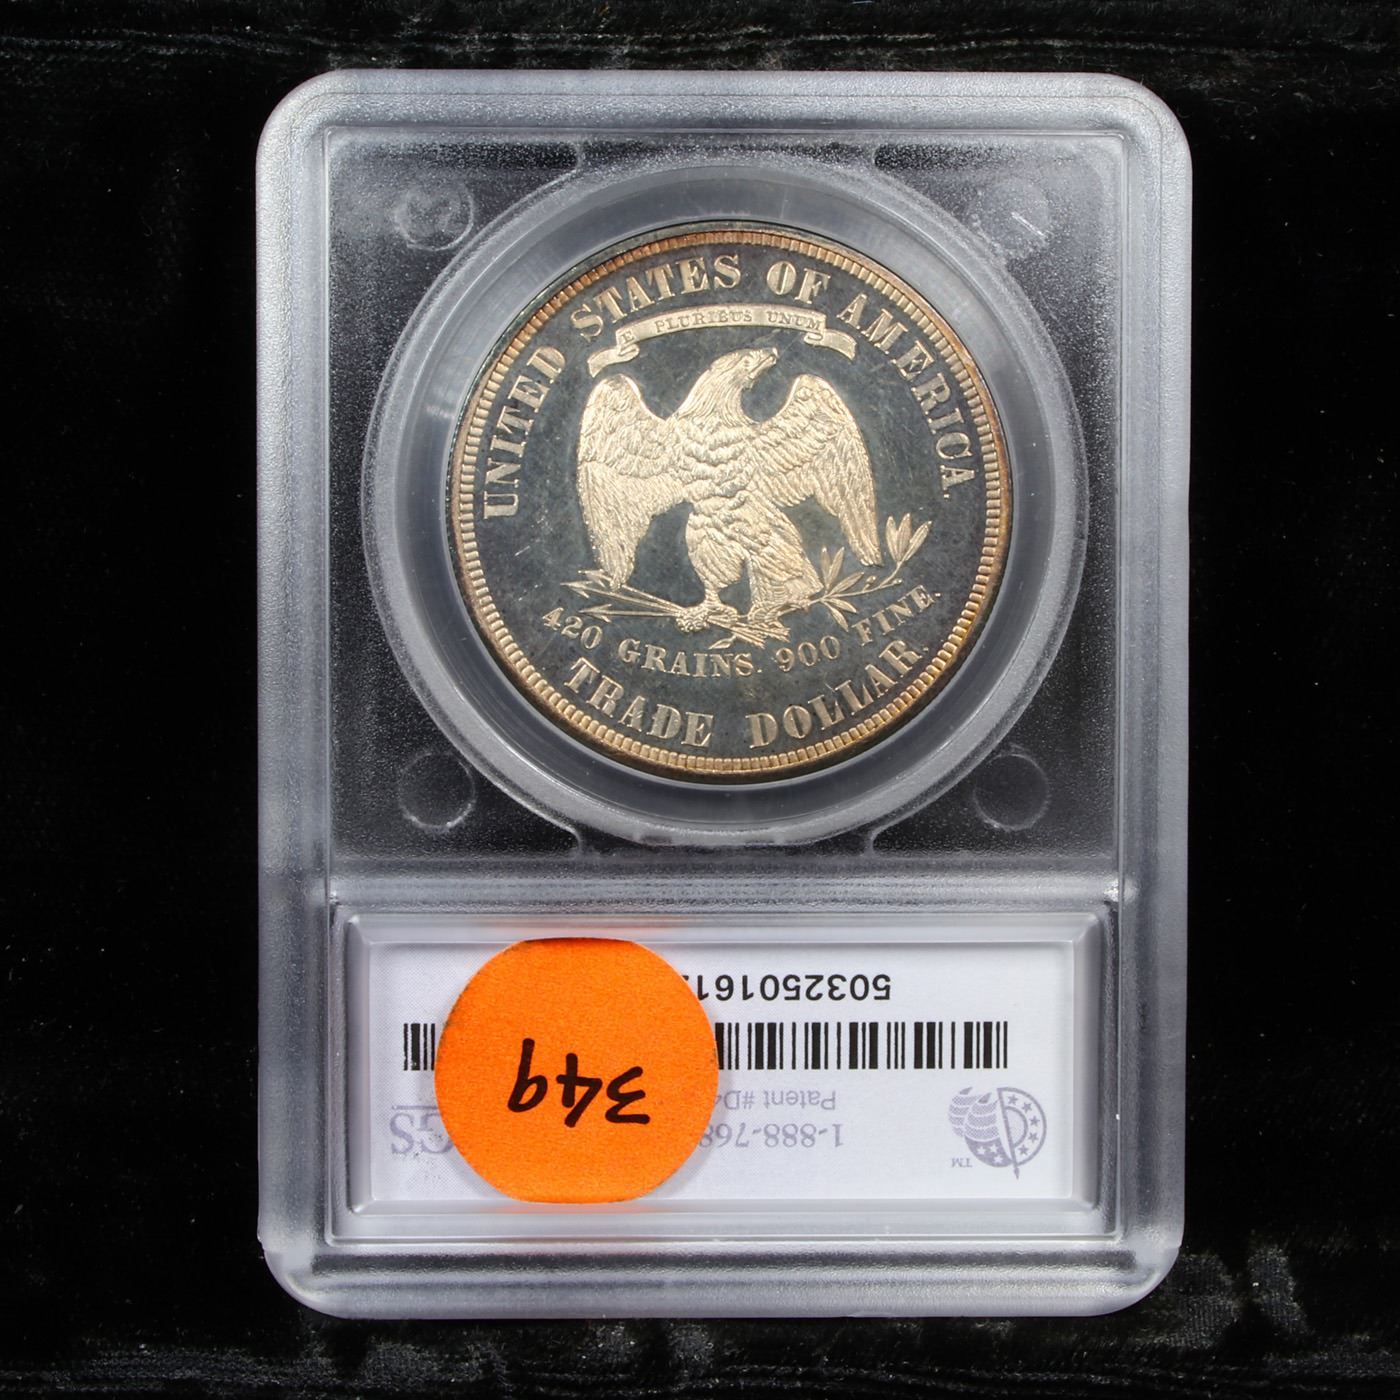 UNITED STATES OF AMERICA.
E PLURIBUS UNUM
420 GRAINS. 900 FINE.
TRADE DOLLAR.
349
1-888-768
Patent #D4
TM
503250161